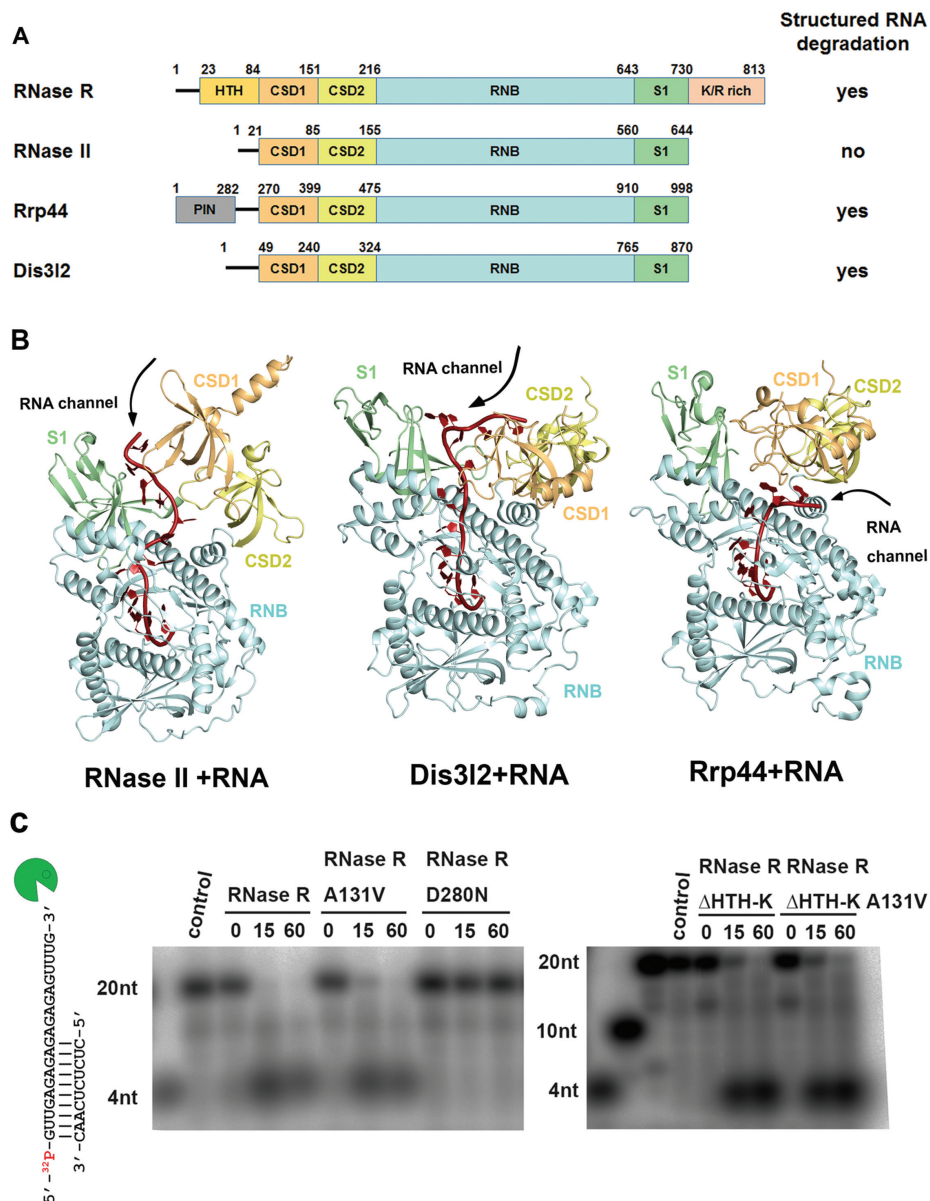 A
Structured RNA
degradation
1 23 84 151 216 643 730 813
RNase R HTH CSD1 CSD2 RNB S1 K/R rich yes
1 21 85 155 560 644
RNase II CSD1 CSD2 RNB S1 no
1 282 270 399 475 910 998
Rrp44 PIN CSD1 CSD2 RNB S1 yes
1 49 240 324 765 870
Dis3l2 CSD1 CSD2 RNB S1 yes
B
RNA channel
CSD1
S1
CSD2
RNB
RNase II +RNA
RNA channel
S1
CSD2
CSD1
RNB
Dis3l2+RNA
S1
CSD1
CSD2
RNA
channel
RNB
Rrp44+RNA
C
5′-³²P-GUUGAGAGAGAGAGAGUUUG-3′
3′-CAACUCUCUC-5′
control
RNase R
RNase R
A131V
RNase R
D280N
0 15 60 0 15 60 0 15 60
20nt
4nt
Control
RNase R
ΔHTH-K
RNase R
ΔHTH-K A131V
0 15 60 0 15 60
20nt
10nt
4nt